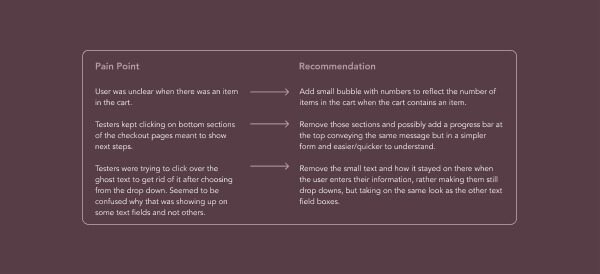 Pain Point
Recommendation
User was unclear when there was an item
in the cart.
Add small bubble with numbers to reflect the number of
items in the cart when the cart contains an item.
Testers kept clicking on bottom sections
of the checkout pages meant to show
next steps.
Remove those sections and possibly add a progress bar at
the top conveying the same message but in a simpler
form and easier/quicker to understand.
Testers were trying to click over the
ghost text to get rid of it after choosing
from the drop down. Seemed to be
confused why that was showing up on
some text fields and not others.
Remove the small text and how it stayed on there when
the user enters their information, rather making them still
drop downs, but taking on the same look as the other text
field boxes.